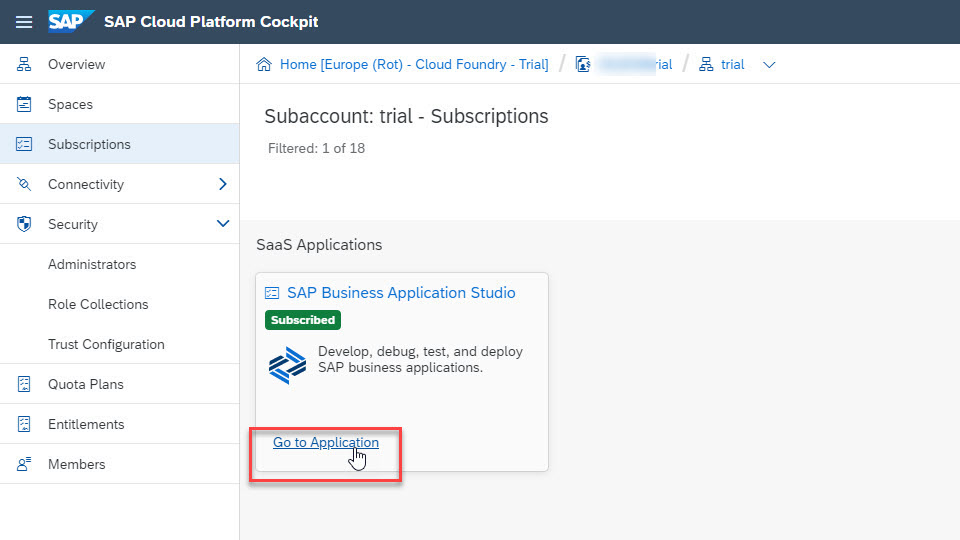 SAP SAP Cloud Platform Cockpit
Overview
Spaces
Subscriptions
Connectivity
Security
Administrators
Role Collections
Trust Configuration
Quota Plans
Entitlements
Members
Home [Europe (Rot) - Cloud Foundry - Trial] / rial / trial
Subaccount: trial - Subscriptions
Filtered: 1 of 18
SaaS Applications
SAP Business Application Studio
Subscribed
Develop, debug, test, and deploy
SAP business applications.
Go to Application